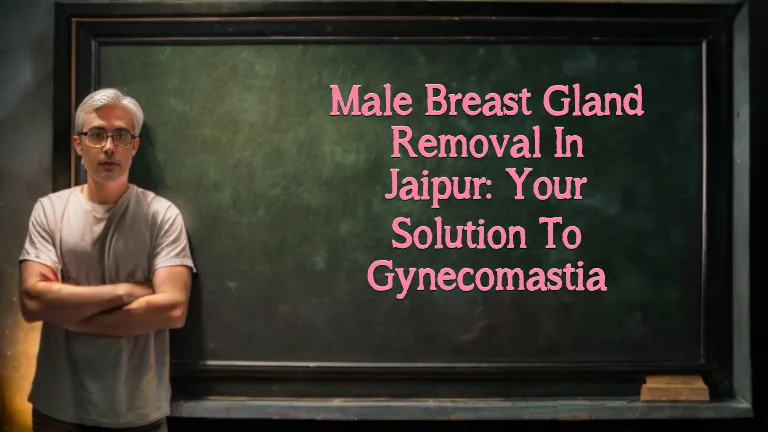 Male Breast Gland
Removal In
Jaipur: Your
Solution To
Gynecomastia